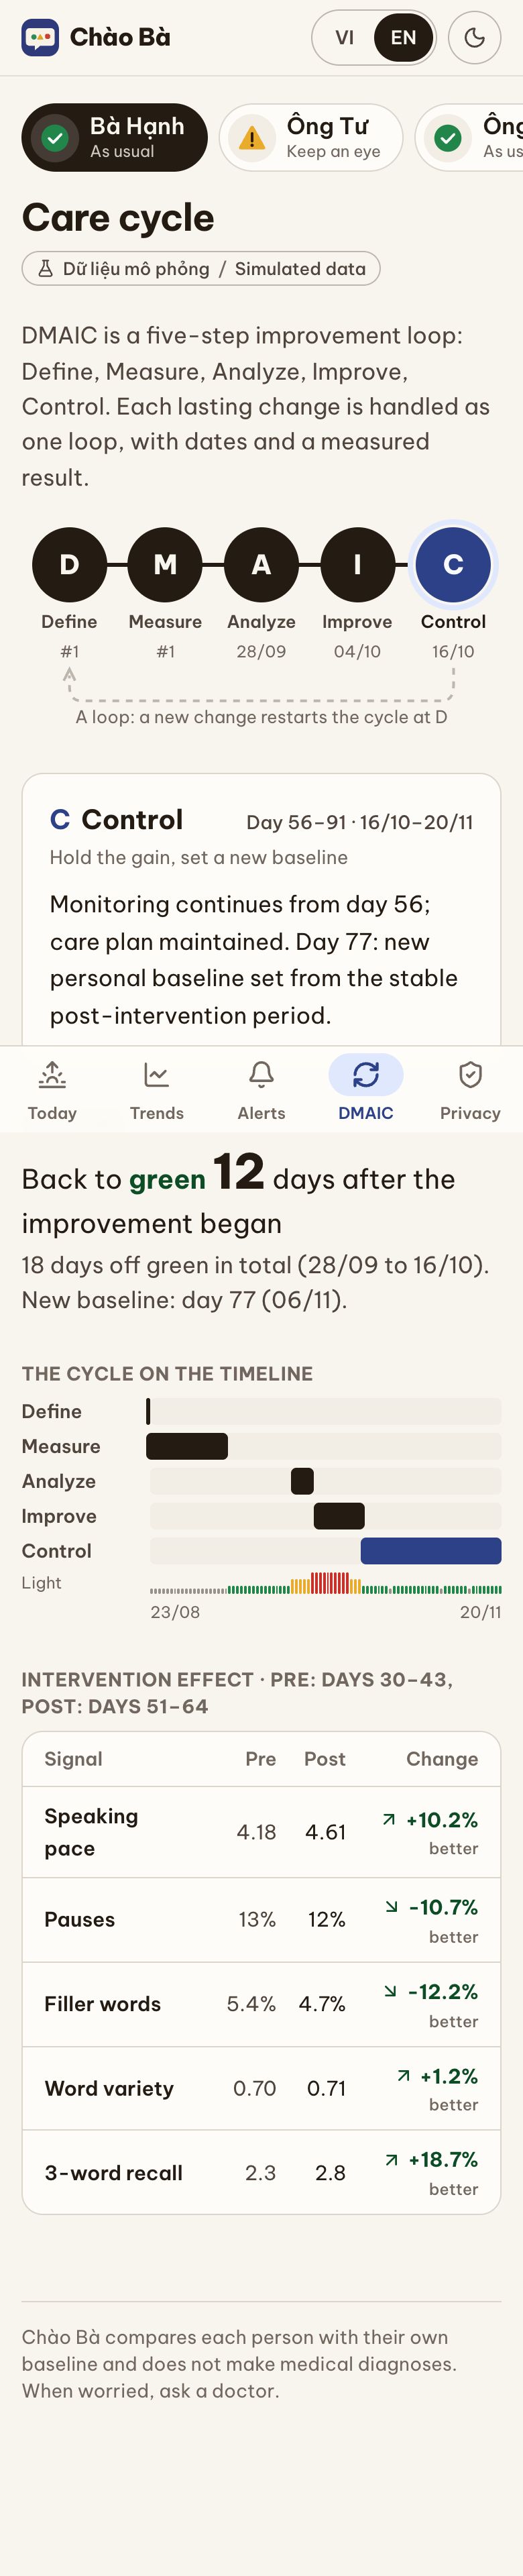 Chào Bà
VI
EN
Bà Hạnh
As usual
Ông Tư
Keep an eye
Ông
As us
Care cycle
Dữ liệu mô phỏng / Simulated data
DMAIC is a five-step improvement loop:
Define, Measure, Analyze, Improve,
Control. Each lasting change is handled as
one loop, with dates and a measured
result.
D
M
A
I
C
Define
Measure
Analyze
Improve
Control
#1
#1
28/09
04/10
16/10
A loop: a new change restarts the cycle at D
C Control
Day 56–91 · 16/10–20/11
Hold the gain, set a new baseline
Monitoring continues from day 56;
care plan maintained. Day 77: new
personal baseline set from the stable
post-intervention period.
Today
Trends
Alerts
DMAIC
Privacy
Back to green 12 days after the
improvement began
18 days off green in total (28/09 to 16/10).
New baseline: day 77 (06/11).
THE CYCLE ON THE TIMELINE
Define
Measure
Analyze
Improve
Control
Light
23/08
20/11
INTERVENTION EFFECT · PRE: DAYS 30–43,
POST: DAYS 51–64
Signal Pre Post Change
Speaking
pace
4.18 4.61 +10.2%
better
Pauses 13% 12% -10.7%
better
Filler words 5.4% 4.7% -12.2%
better
Word variety 0.70 0.71 +1.2%
better
3-word recall 2.3 2.8 +18.7%
better
Chào Bà compares each person with their own
baseline and does not make medical diagnoses.
When worried, ask a doctor.